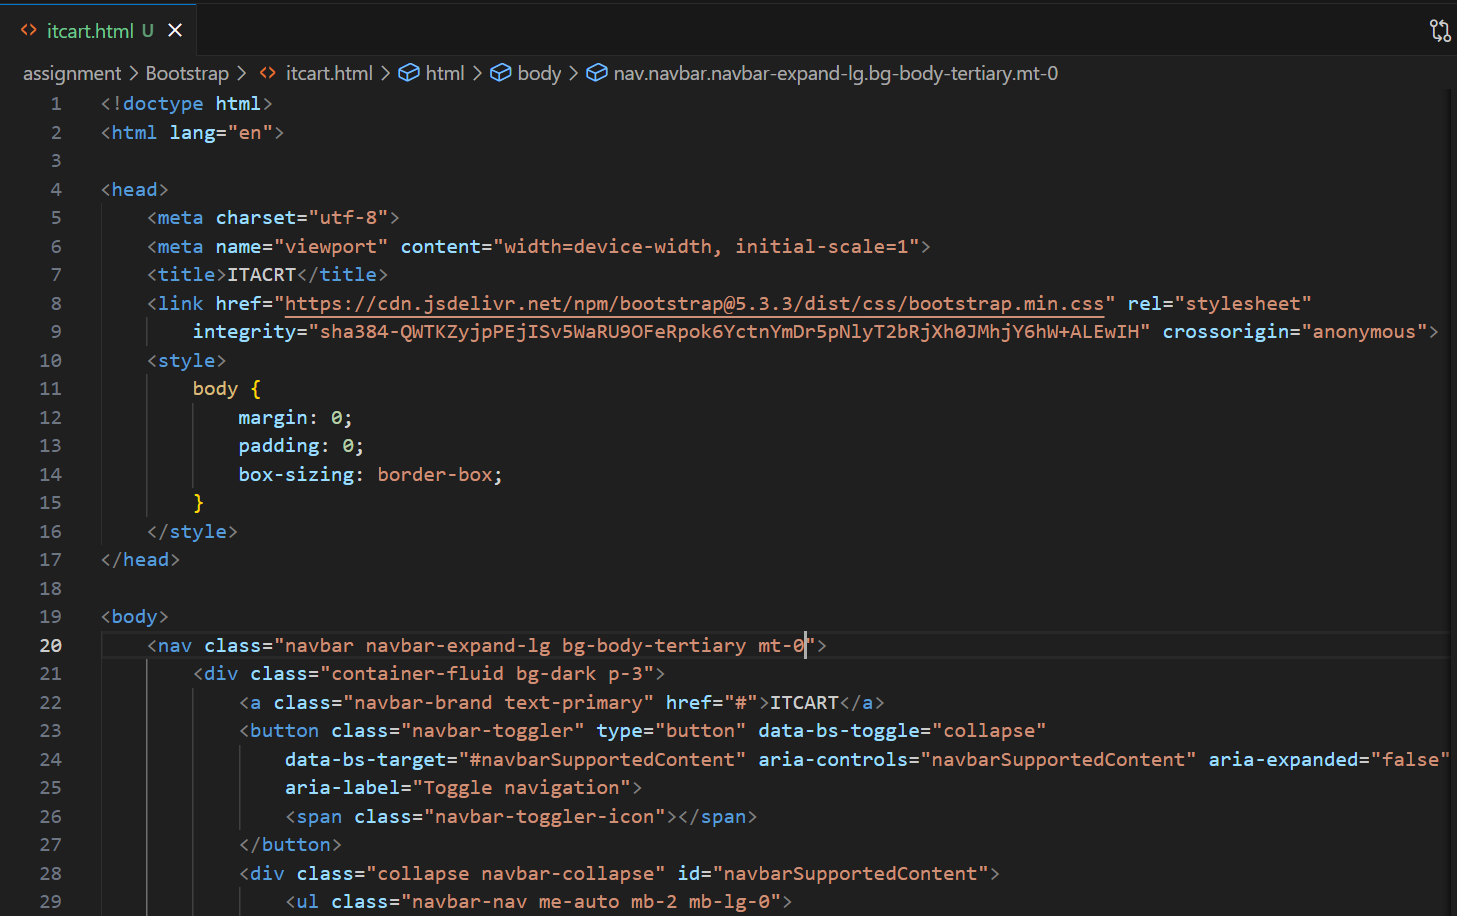 itcart.html U
assignment > Bootstrap > itcart.html > html > body > nav.navbar.navbar-expand-lg.bg-body-tertiary.mt-0
1 <!doctype html>
2 <html lang="en">
3
4 <head>
5 <meta charset="utf-8">
6 <meta name="viewport" content="width=device-width, initial-scale=1">
7 <title>ITACRT</title>
8 <link href="https://cdn.jsdelivr.net/npm/bootstrap@5.3.3/dist/css/bootstrap.min.css" rel="stylesheet"
9 integrity="sha384-QWTKZyjpPEjISv5WaRU9OFeRpok6YctnYmDr5pNlyT2bRjXh0JMhjY6hW+ALEwIH" crossorigin="anonymous">
10 <style>
11 body {
12 margin: 0;
13 padding: 0;
14 box-sizing: border-box;
15 }
16 </style>
17 </head>
18
19 <body>
20 <nav class="navbar navbar-expand-lg bg-body-tertiary mt-0">
21 <div class="container-fluid bg-dark p-3">
22 <a class="navbar-brand text-primary" href="#">ITCART</a>
23 <button class="navbar-toggler" type="button" data-bs-toggle="collapse"
24 data-bs-target="#navbarSupportedContent" aria-controls="navbarSupportedContent" aria-expanded="false"
25 aria-label="Toggle navigation">
26 <span class="navbar-toggler-icon"></span>
27 </button>
28 <div class="collapse navbar-collapse" id="navbarSupportedContent">
29 <ul class="navbar-nav me-auto mb-2 mb-lg-0">